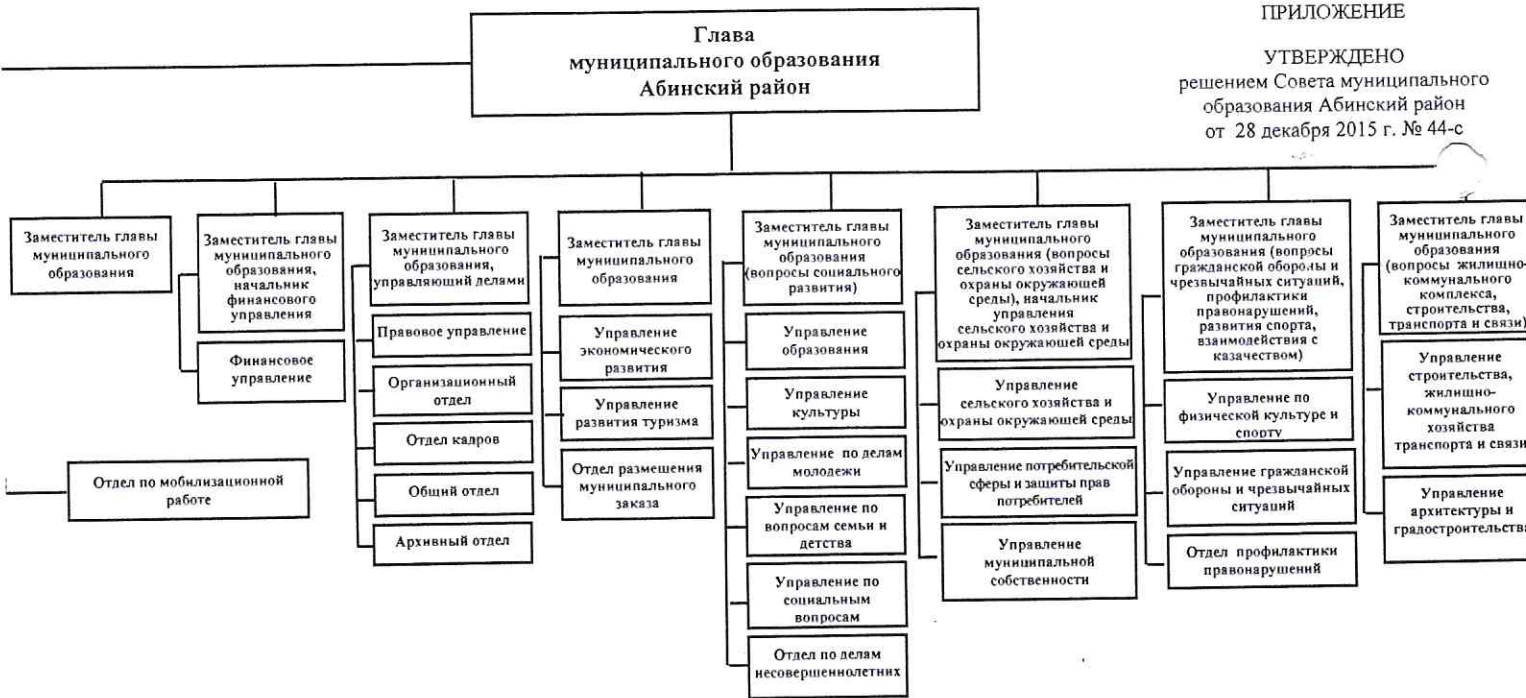 ПРИЛОЖЕНИЕ
УТВЕРЖДЕНО
решением Совета муниципального
образования Абинский район
от 28 декабря 2015 г. № 44-с
Глава
муниципального образования
Абинский район
Заместитель главы
муниципального
образования
Заместитель главы
муниципального
образования,
начальник
финансового
управления
Финансовое
управление
Заместитель главы
муниципального
образования,
управляющий делами
Правовое управление
Организационный
отдел
Отдел кадров
Общий отдел
Архивный отдел
Заместитель главы
муниципального
образования
Управление
экономического
развития
Управление
развития туризма
Отдел размещения
муниципального
заказа
Заместитель главы
муниципального
образования
(вопросы социального
развития)
Управление
образования
Управление
культуры
Управление по делам
молодежи
Управление по
вопросам семьи и
детства
Управление по
социальным
вопросам
Отдел по делам
несовершеннолетних
Заместитель главы
муниципального
образования (вопросы
сельского хозяйства и
охраны окружающей
среды), начальник
управления
сельского хозяйства и
охраны окружающей среды
Управление
сельского хозяйства и
охраны окружающей среды
Управление потребительской
сферы и защиты прав
потребителей
Управление
муниципальной
собственности
Заместитель главы
муниципального
образования (вопросы
гражданской обороны и
чрезвычайных ситуаций,
профилактики
правонарушений,
развития спорта,
взаимодействия с
казачеством)
Управление по
физической культуре и
спорту
Управление гражданской
обороны и чрезвычайных
ситуаций
Отдел профилактики
правонарушений
Заместитель главы
муниципального
образования
(вопросы жилищно-
коммунального
комплекса,
строительства,
транспорта и связи)
Управление
строительства,
жилищно-
коммунального
хозяйства
транспорта и связи
Управление
архитектуры и
градостроительства
Отдел по мобилизационной
работе